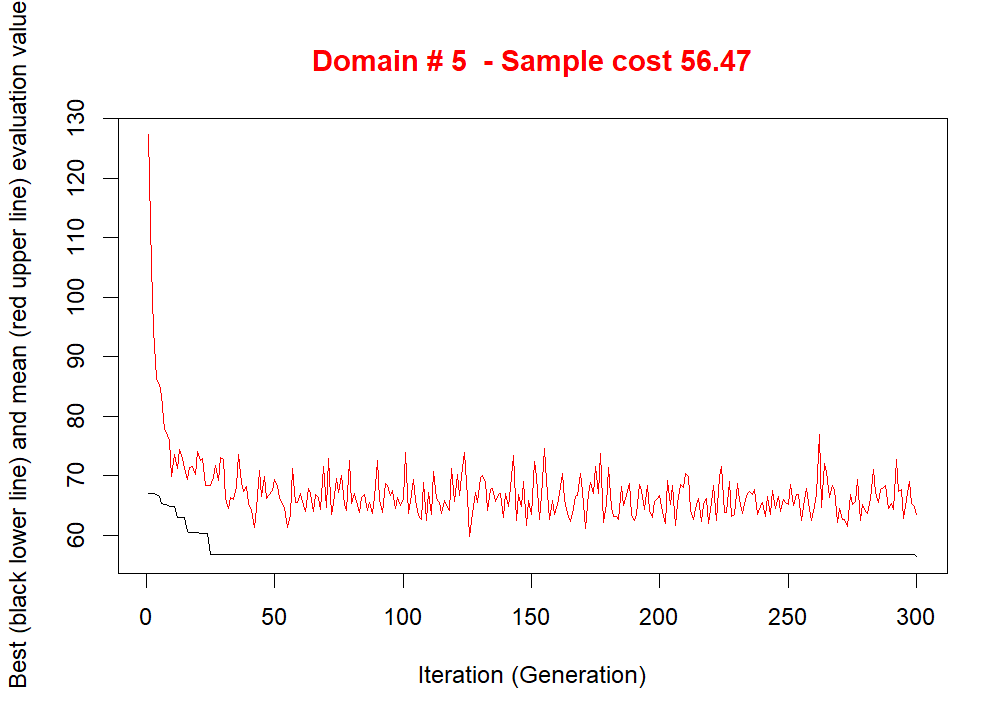 Domain # 5  - Sample cost 56.47
Best (black lower line) and mean (red upper line) evaluation value
130
120
110
100
90
80
70
60
0 50 100 150 200 250 300
Iteration (Generation)